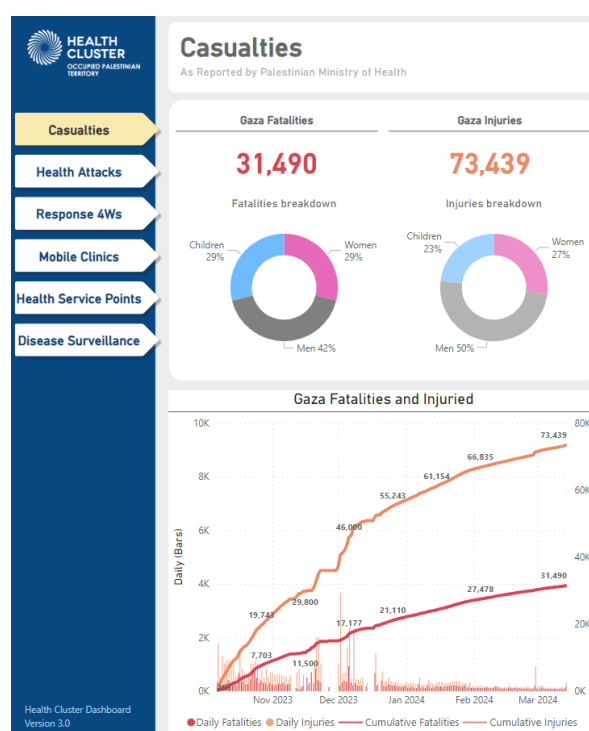 HEALTH
CLUSTER
OCCUPIED PALESTINIAN
TERRITORY
Casualties
Health Attacks
Response 4Ws
Mobile Clinics
Health Service Points
Disease Surveillance
Health Cluster Dashboard
Version 3.0
Casualties
As Reported by Palestinian Ministry of Health
Gaza Fatalities
31,490
Fatalities breakdown
Children
29%
Women
29%
Men 42%
Gaza Injuries
73,439
Injuries breakdown
Children
23%
Women
27%
Men 50%
Gaza Fatalities and Injuried
Daily (Bars)
10K
8K
6K
4K
2K
0K
80K
60K
40K
20K
0K
73,439
66,835
61,154
55,243
46,000
29,800
19,743
31,490
27,478
21,110
17,177
11,500
7,703
Nov 2023
Dec 2023
Jan 2024
Feb 2024
Mar 2024
Daily Fatalities
Daily Injuries
Cumulative Fatalities
Cumulative Injuries